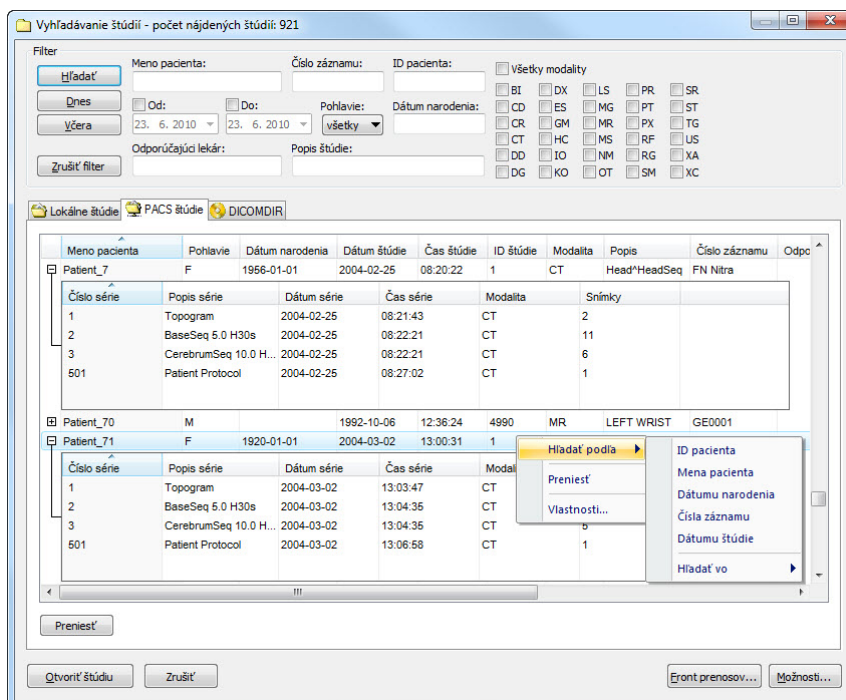 Vyhľadávanie štúdií - počet nájdených štúdií: 921
Filter
Hľadať
Meno pacienta: Číslo záznamu: ID pacienta:
Všetky modality
BI DX LS PR SR
Dnes
Od: Do: Pohlavie: Dátum narodenia:
CD ES MG PT ST
Včera
23. 6. 2010 23. 6. 2010 všetky
CR GM MR PX TG
CT HC MS RF US
Odporúčajúci lekár: Popis štúdie:
DD IO NM RG XA
Zrušiť filter
DG KO OT SM XC
Lokálne štúdie PACS štúdie DICOMDIR
Meno pacienta Pohlavie Dátum narodenia Dátum štúdie Čas štúdie ID štúdie Modalita Popis Číslo záznamu Odpo
Patient_7 F 1956-01-01 2004-02-25 08:20:22 1 CT Head^HeadSeq FN Nitra
Číslo série Popis série Dátum série Čas série Modalita Snímky
1 Topogram 2004-02-25 08:21:43 CT 2
2 BaseSeq 5.0 H30s 2004-02-25 08:22:21 CT 11
3 CerebrumSeq 10.0 H... 2004-02-25 08:22:21 CT 6
501 Patient Protocol 2004-02-25 08:27:02 CT 1
Patient_70 M 1992-10-06 12:36:24 4990 MR LEFT WRIST GE0001
Patient_71 F 1920-01-01 2004-03-02 13:00:31 1
Číslo série Popis série Dátum série Čas série Modali
1 Topogram 2004-03-02 13:03:47 CT
2 BaseSeq 5.0 H30s 2004-03-02 13:04:35 CT
3 CerebrumSeq 10.0 H... 2004-03-02 13:04:35 CT 6
501 Patient Protocol 2004-03-02 13:06:58 CT 1
Hľadať podľa
Preniesť
Vlastnosti...
ID pacienta
Mena pacienta
Dátumu narodenia
Čísla záznamu
Dátumu štúdie
Hľadať vo
Preniesť
Otvoriť štúdiu Zrušiť Front prenosov... Možnosti...